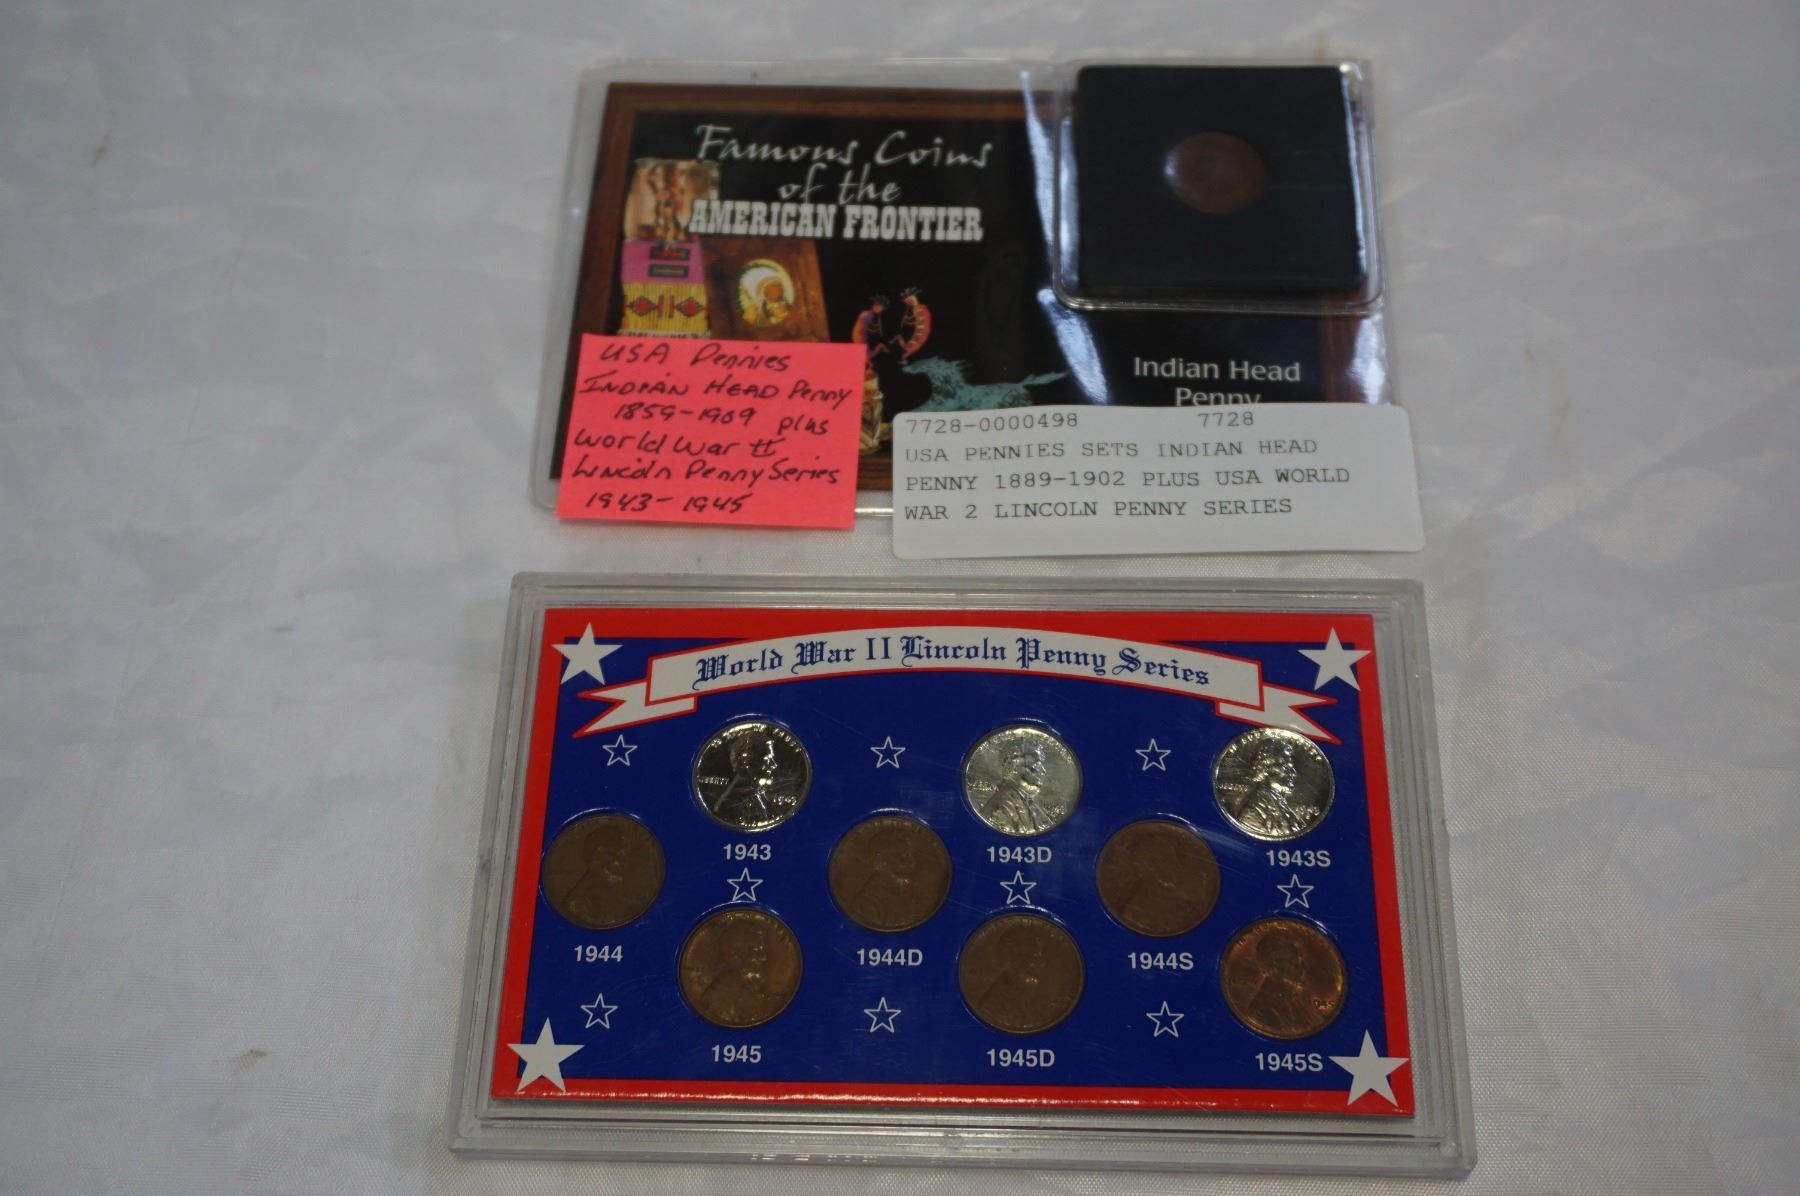 Famous Coins
of the
AMERICAN FRONTIER
Indian Head
Penny
USA Pennies
INDIAN HEAD Penny
1859-1909 plus
World War II
Lincoln Penny Series
1943-1945
7728-0000498 7728
USA PENNIES SETS INDIAN HEAD
PENNY 1889-1902 PLUS USA WORLD
WAR 2 LINCOLN PENNY SERIES
World War II Lincoln Penny Series
LIBERTY 1943
1943 1943D 1943S
1944 1944D 1944S
1945 1945D 1945S